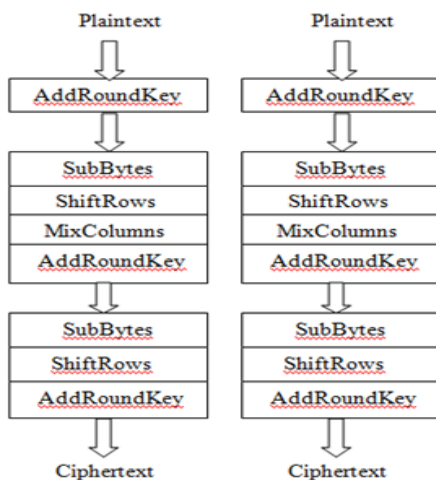 Plaintext
AddRoundKey
SubBytes
ShiftRows
MixColumns
AddRoundKey
SubBytes
ShiftRows
AddRoundKey
Ciphertext
Plaintext
AddRoundKey
SubBytes
ShiftRows
MixColumns
AddRoundKey
SubBytes
ShiftRows
AddRoundKey
Ciphertext